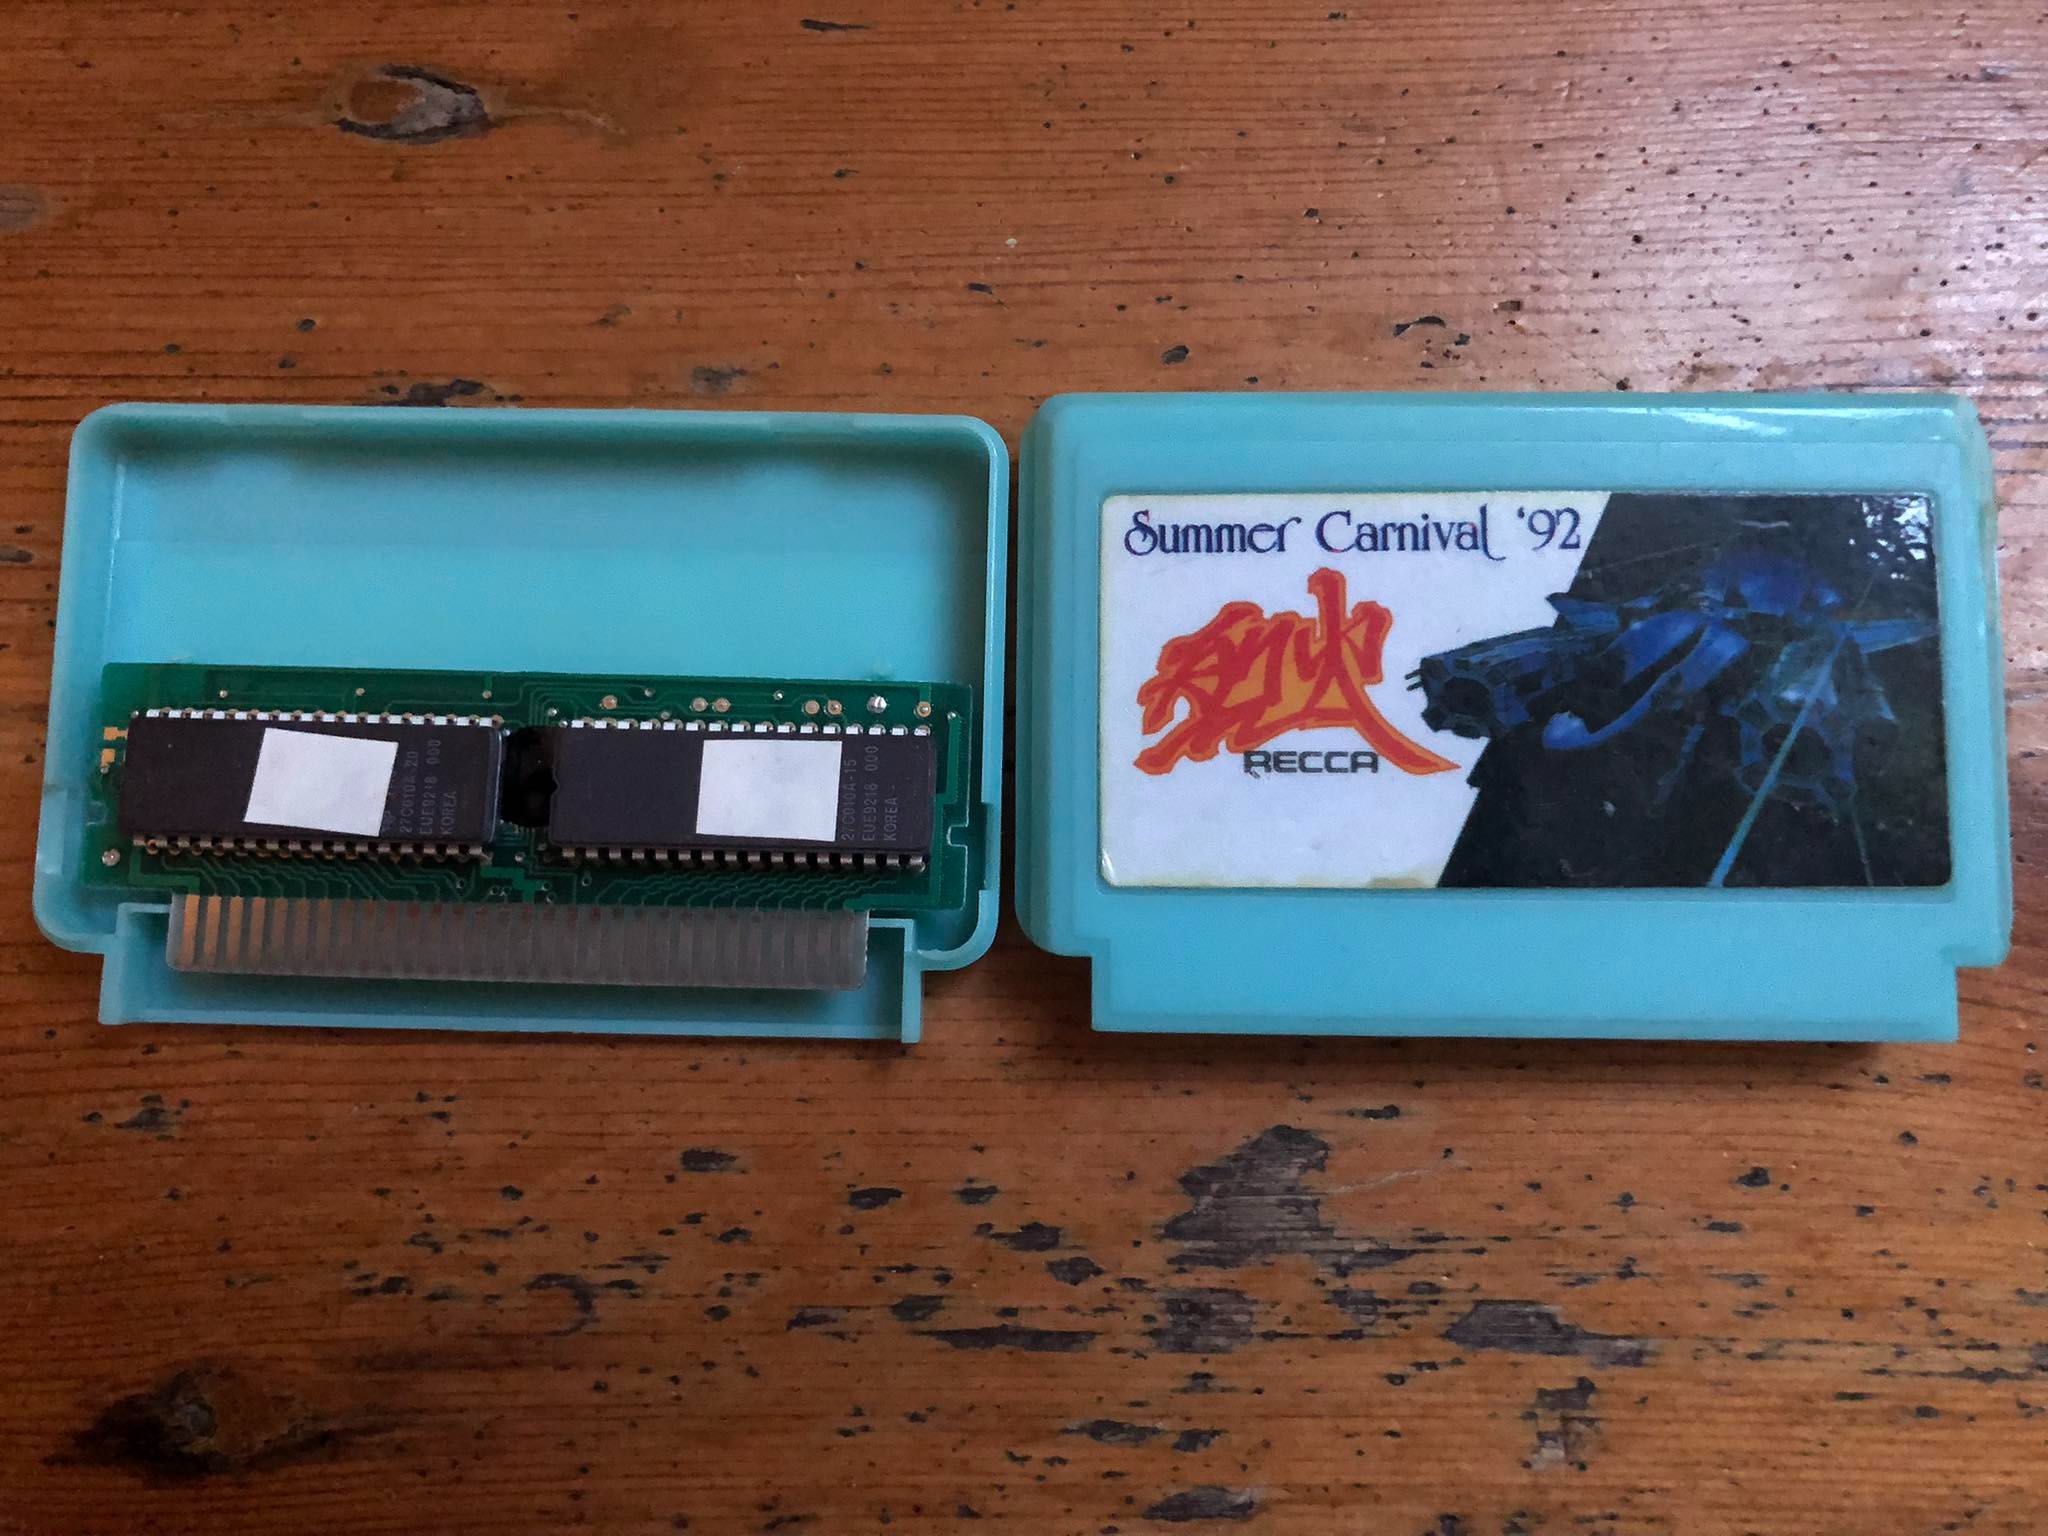 27C010A-20
EUE9218 000
KOREA
27C010A-15
EUE9218 000
KOREA -
Summer Carnival '92
烈火
RECCA